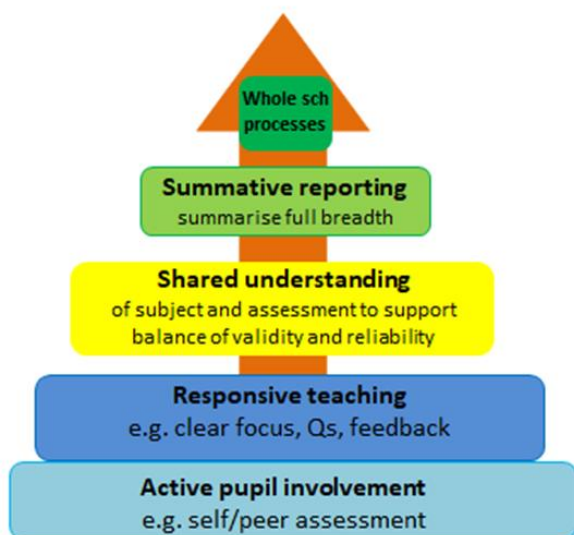 Whole sch
processes
Summative reporting
summarise full breadth
Shared understanding
of subject and assessment to support
balance of validity and reliability
Responsive teaching
e.g. clear focus, Qs, feedback
Active pupil involvement
e.g. self/peer assessment